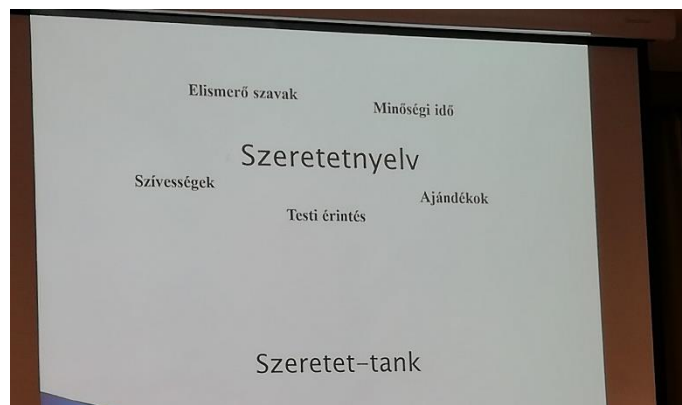 Elismerő szavak
Minőségi idő
Szeretetnyelv
Szívességek
Ajándékok
Testi érintés
Szeretet-tank